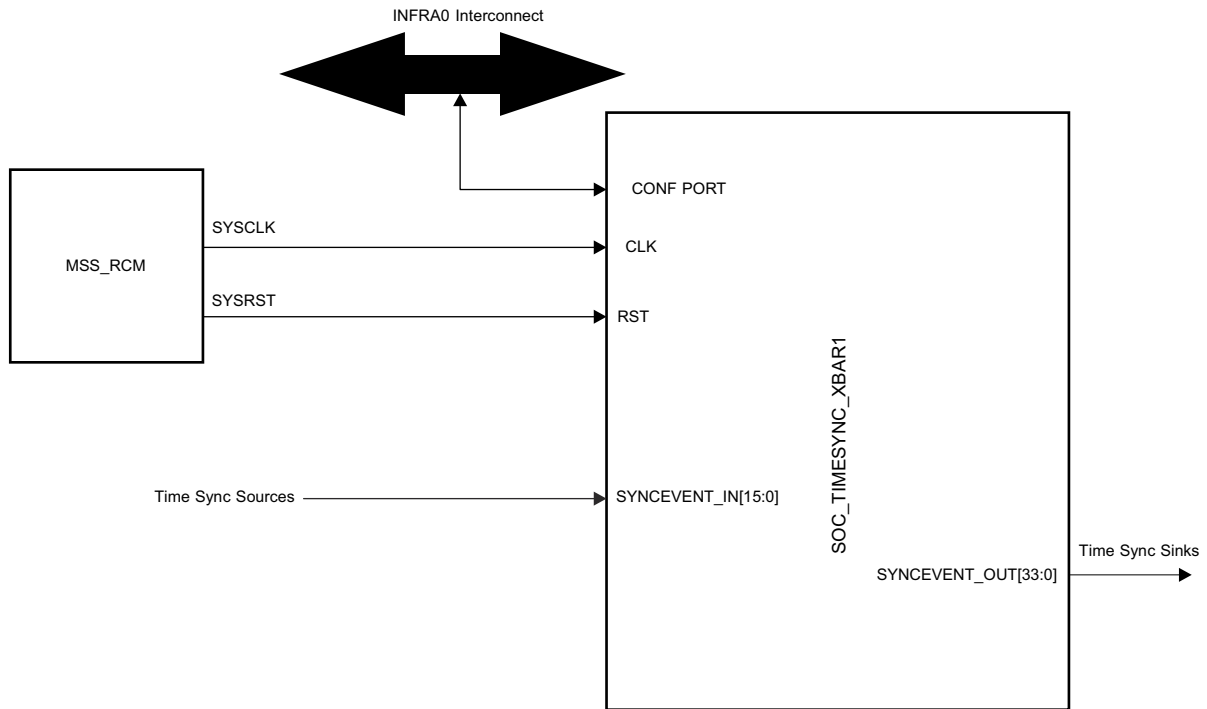 INFRA0 Interconnect
CONF PORT
SYSCLK
CLK
MSS_RCM
SYSRST
RST
SOC_TIMESYNC_XBAR1
Time Sync Sources
SYNCEVENT_IN[15:0]
Time Sync Sinks
SYNCEVENT_OUT[33:0]